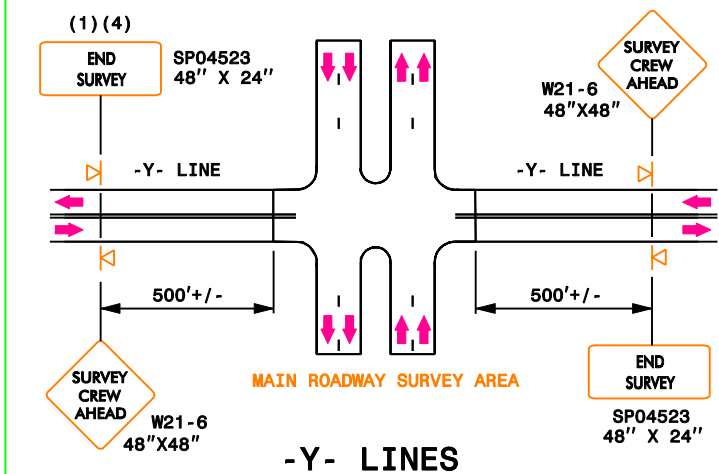 (1)(4)
END
SURVEY
SP04523
48" X 24"
SURVEY
CREW
AHEAD
W21-6
48"X48"
-Y- LINE
-Y- LINE
500'+/-
500'+/-
SURVEY
CREW
AHEAD
W21-6
48"X48"
MAIN ROADWAY SURVEY AREA
END
SURVEY
SP04523
48" X 24"
-Y- LINES